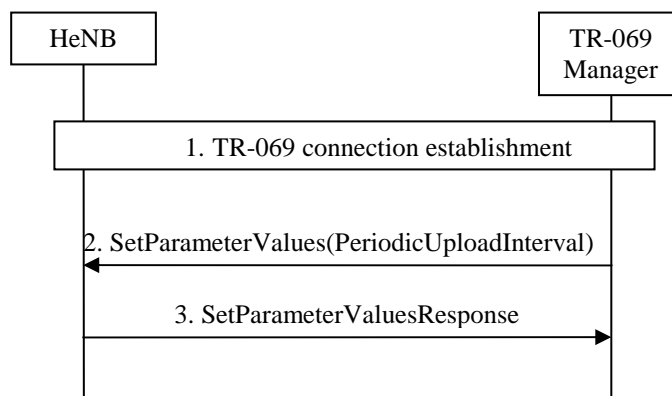 HeNB
TR-069
Manager
1. TR-069 connection establishment
2. SetParameterValues(PeriodicUploadInterval)
3. SetParameterValuesResponse